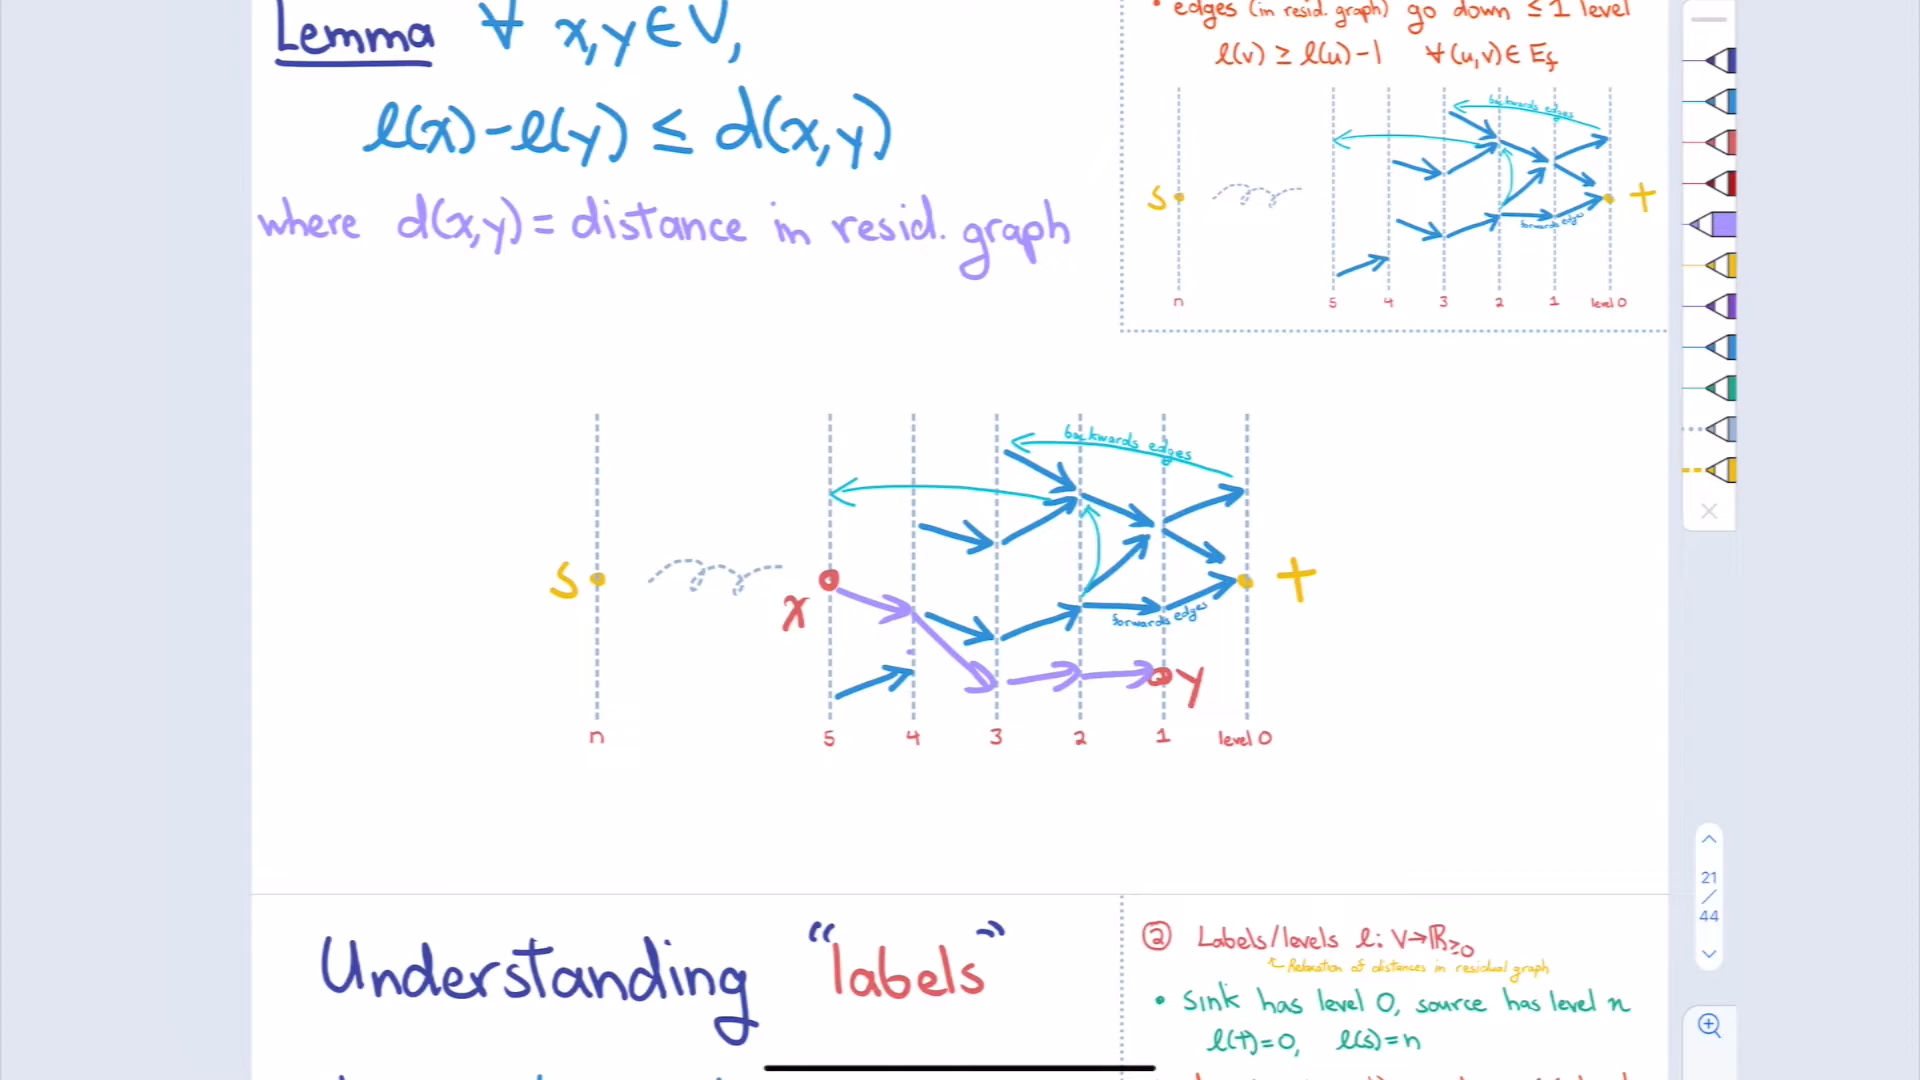 Lemma ∀ x,y ∈ V,
l(x)-l(y) ≤ d(x,y)
where d(x,y) = distance in resid. graph
• edges (in resid. graph) go down ≤ 1 level
l(v) ≥ l(u)-1 ∀(u,v) ∈ E_f
backwards edges
s
t
forwards edges
n 5 4 3 2 1 level 0
backwards edges
s
x
t
forwards edges
y
n 5 4 3 2 1 level 0
21
/
44
Understanding "labels"
② Labels/levels l: V→ℝ≥0
↖ Relaxation of distances in residual graph
• sink has level 0, source has level n
l(t)=0, l(s)=n